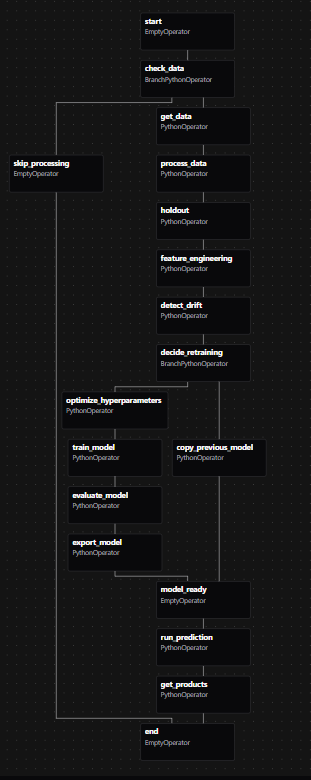 start
EmptyOperator
check_data
BranchPythonOperator
get_data
PythonOperator
skip_processing
EmptyOperator
process_data
PythonOperator
holdout
PythonOperator
feature_engineering
PythonOperator
detect_drift
PythonOperator
decide_retraining
BranchPythonOperator
optimize_hyperparameters
PythonOperator
train_model
PythonOperator
copy_previous_model
PythonOperator
evaluate_model
PythonOperator
export_model
PythonOperator
model_ready
EmptyOperator
run_prediction
PythonOperator
get_products
PythonOperator
end
EmptyOperator